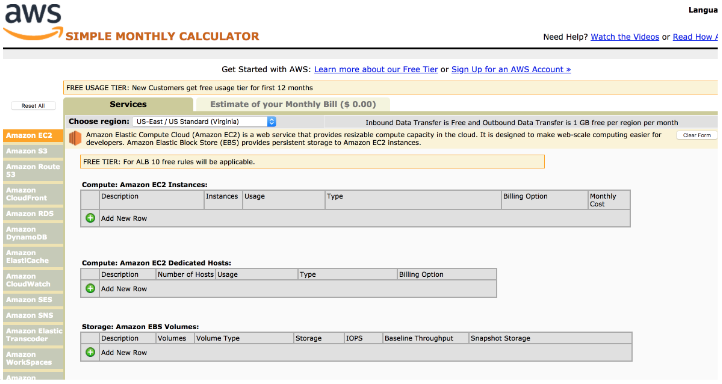 aws
Langua
SIMPLE MONTHLY CALCULATOR
Need Help? Watch the Videos or Read How A
Get Started with AWS: Learn more about our Free Tier or Sign Up for an AWS Account »
FREE USAGE TIER: New Customers get free usage tier for first 12 months
Reset All
Services
Estimate of your Monthly Bill ($ 0.00)
Choose region: US-East / US Standard (Virginia)
Inbound Data Transfer is Free and Outbound Data Transfer is 1 GB free per region per month
Amazon EC2
Amazon S3
Amazon Route
S3
Amazon
CloudFront
Amazon RDS
Amazon
DynamoDB
Amazon
ElastiCache
Amazon
CloudWatch
Amazon SES
Amazon SNS
Amazon Elastic
Transcoder
Amazon
WorkSpaces
Amazon
Amazon Elastic Compute Cloud (Amazon EC2) is a web service that provides resizable compute capacity in the cloud. It is designed to make web-scale computing easier for
developers. Amazon Elastic Block Store (EBS) provides persistent storage to Amazon EC2 instances.
Clear Form
FREE TIER: For ALB 10 free rules will be applicable.
Compute: Amazon EC2 Instances:
Description Instances Usage Type Billing Option Monthly
Cost
Add New Row
Compute: Amazon EC2 Dedicated Hosts:
Description Number of Hosts Usage Type Billing Option
Add New Row
Storage: Amazon EBS Volumes:
Description Volumes Volume Type Storage IOPS Baseline Throughput Snapshot Storage
Add New Row